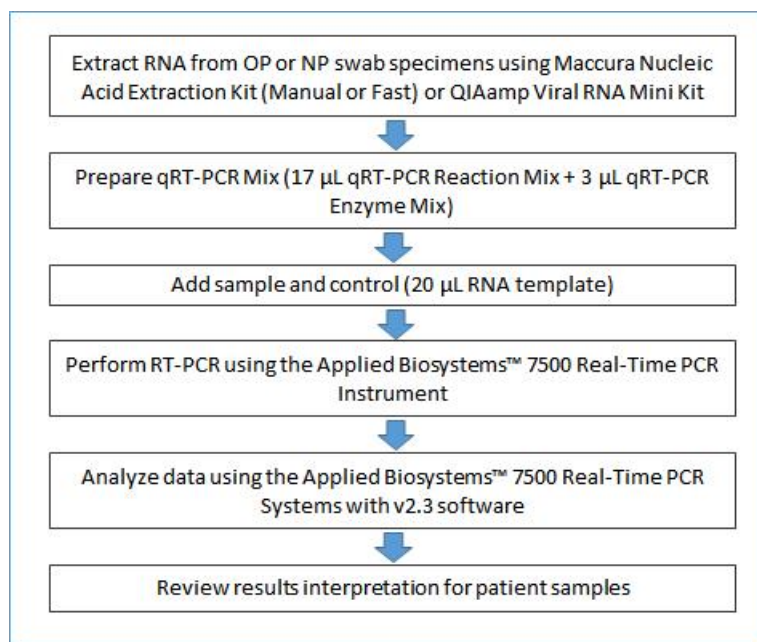 Extract RNA from OP or NP swab specimens using Maccura Nucleic
Acid Extraction Kit (Manual or Fast) or QIAamp Viral RNA Mini Kit
Prepare qRT-PCR Mix (17 µL qRT-PCR Reaction Mix + 3 µL qRT-PCR
Enzyme Mix)
Add sample and control (20 µL RNA template)
Perform RT-PCR using the Applied Biosystems™ 7500 Real-Time PCR
Instrument
Analyze data using the Applied Biosystems™ 7500 Real-Time PCR
Systems with v2.3 software
Review results interpretation for patient samples